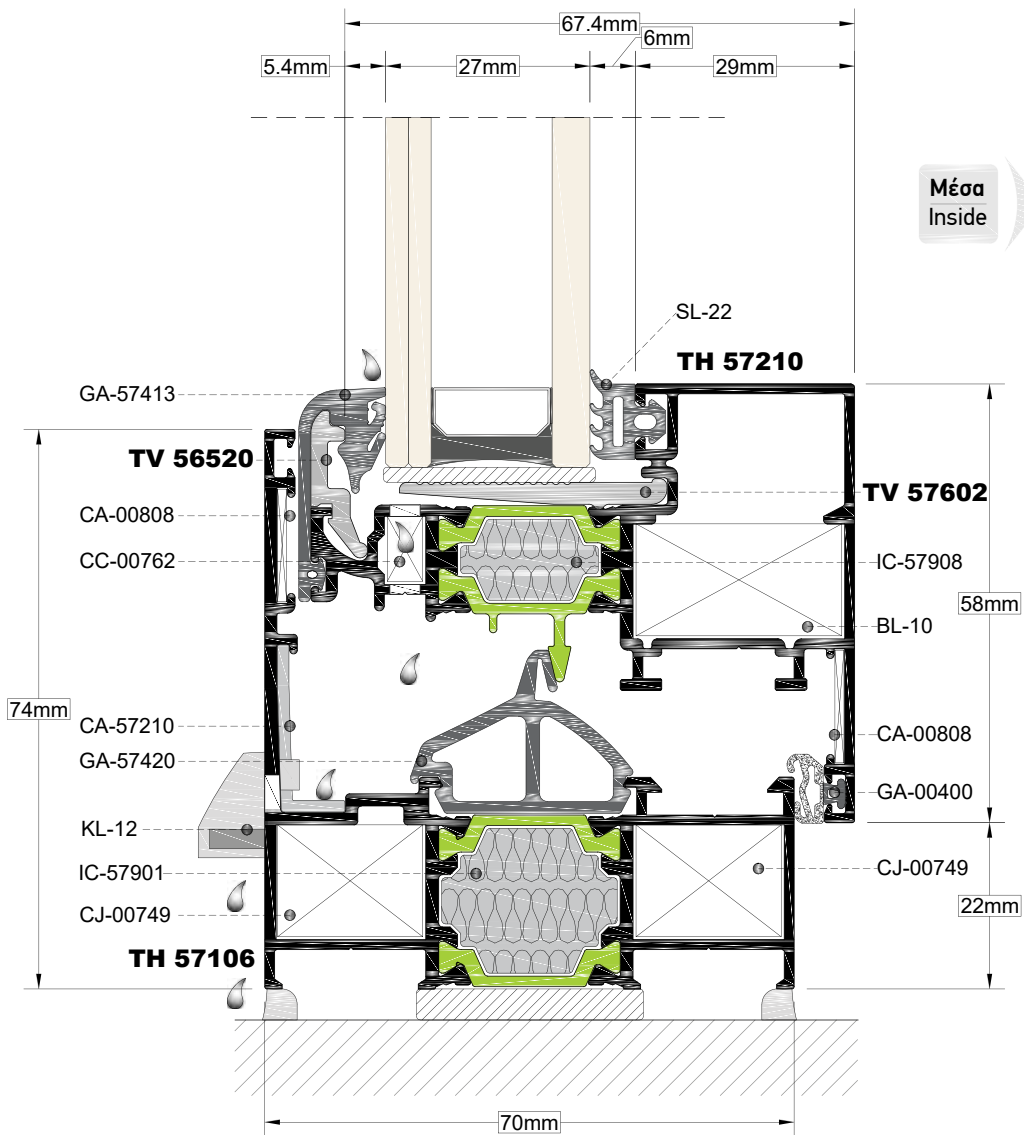 67.4mm
6mm
5.4mm
27mm
29mm
Μέσα
Inside
SL-22
TH 57210
GA-57413
TV 56520
TV 57602
CA-00808
CC-00762
IC-57908
58mm
BL-10
74mm
CA-57210
CA-00808
GA-57420
GA-00400
KL-12
IC-57901
CJ-00749
22mm
CJ-00749
TH 57106
70mm